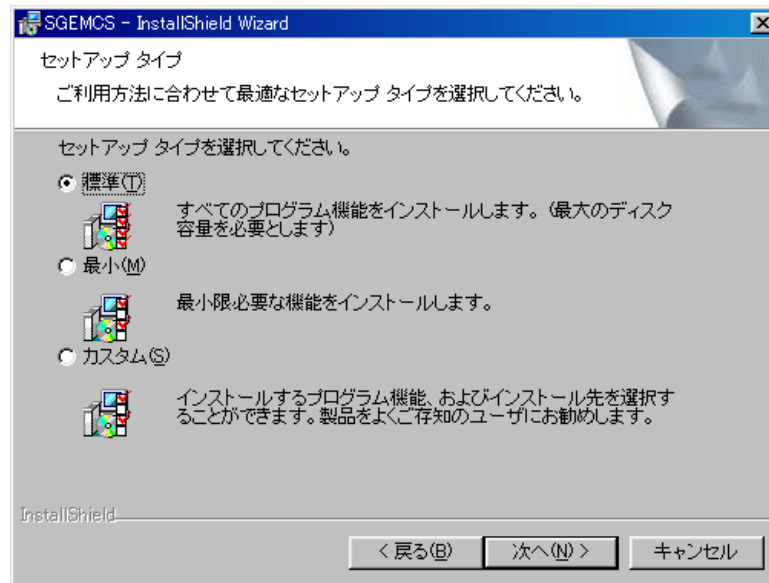 SGEMCS - InstallShield Wizard
セットアップ タイプ
ご利用方法に合わせて最適なセットアップ タイプを選択してください。
セットアップ タイプを選択してください。
標準(T)
すべてのプログラム機能をインストールします。(最大のディスク
容量を必要とします)
最小(M)
最小限必要な機能をインストールします。
カスタム(S)
インストールするプログラム機能、およびインストール先を選択す
ることができます。製品をよくご存知のユーザにお勧めします。
InstallShield
< 戻る(B) 次へ(N) > キャンセル